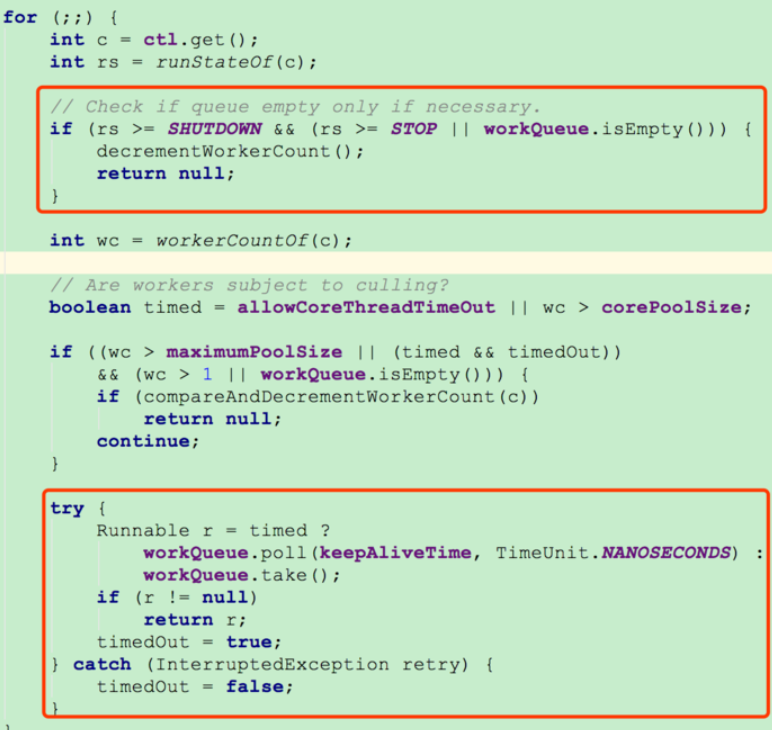 for (;;) {
    int c = ctl.get();
    int rs = runStateOf(c);
    // Check if queue empty only if necessary.
    if (rs >= SHUTDOWN && (rs >= STOP || workQueue.isEmpty())) {
        decrementWorkerCount();
        return null;
    }
    int wc = workerCountOf(c);
    // Are workers subject to culling?
    boolean timed = allowCoreThreadTimeOut || wc > corePoolSize;
    if ((wc > maximumPoolSize || (timed && timedOut))
        && (wc > 1 || workQueue.isEmpty())) {
        if (compareAndDecrementWorkerCount(c))
            return null;
        continue;
    }
    try {
        Runnable r = timed ?
            workQueue.poll(keepAliveTime, TimeUnit.NANOSECONDS) :
            workQueue.take();
        if (r != null)
            return r;
        timedOut = true;
    } catch (InterruptedException retry) {
        timedOut = false;
    }
}